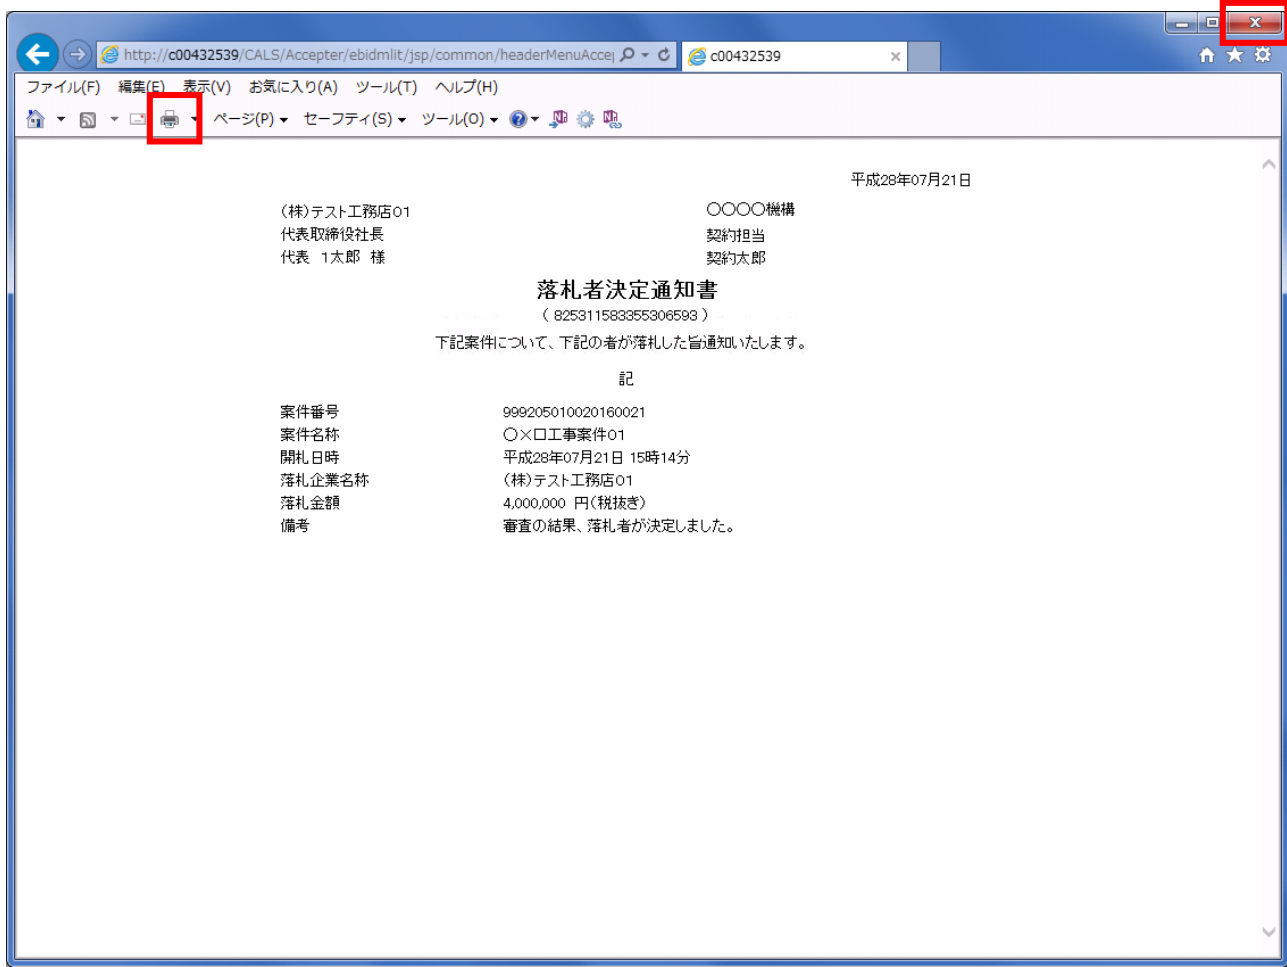 http://c00432539/CALS/Accepter/ebidmlit/jsp/common/headerMenuAccep
c00432539
ファイル(F) 編集(E) 表示(V) お気に入り(A) ツール(T) ヘルプ(H)
ページ(P) セーフティ(S) ツール(O)
平成28年07月21日
(株)テスト工務店01
〇〇〇〇機構
代表取締役社長
契約担当
代表 1太郎 様
契約太郎
落札者決定通知書
( 825311583355306593 )
下記案件について、下記の者が落札した旨通知いたします。
記
案件番号 999205010020160021
案件名称 〇×口工事案件01
開札日時 平成28年07月21日 15時14分
落札企業名称 (株)テスト工務店01
落札金額 4,000,000 円(税抜き)
備考 審査の結果、落札者が決定しました。